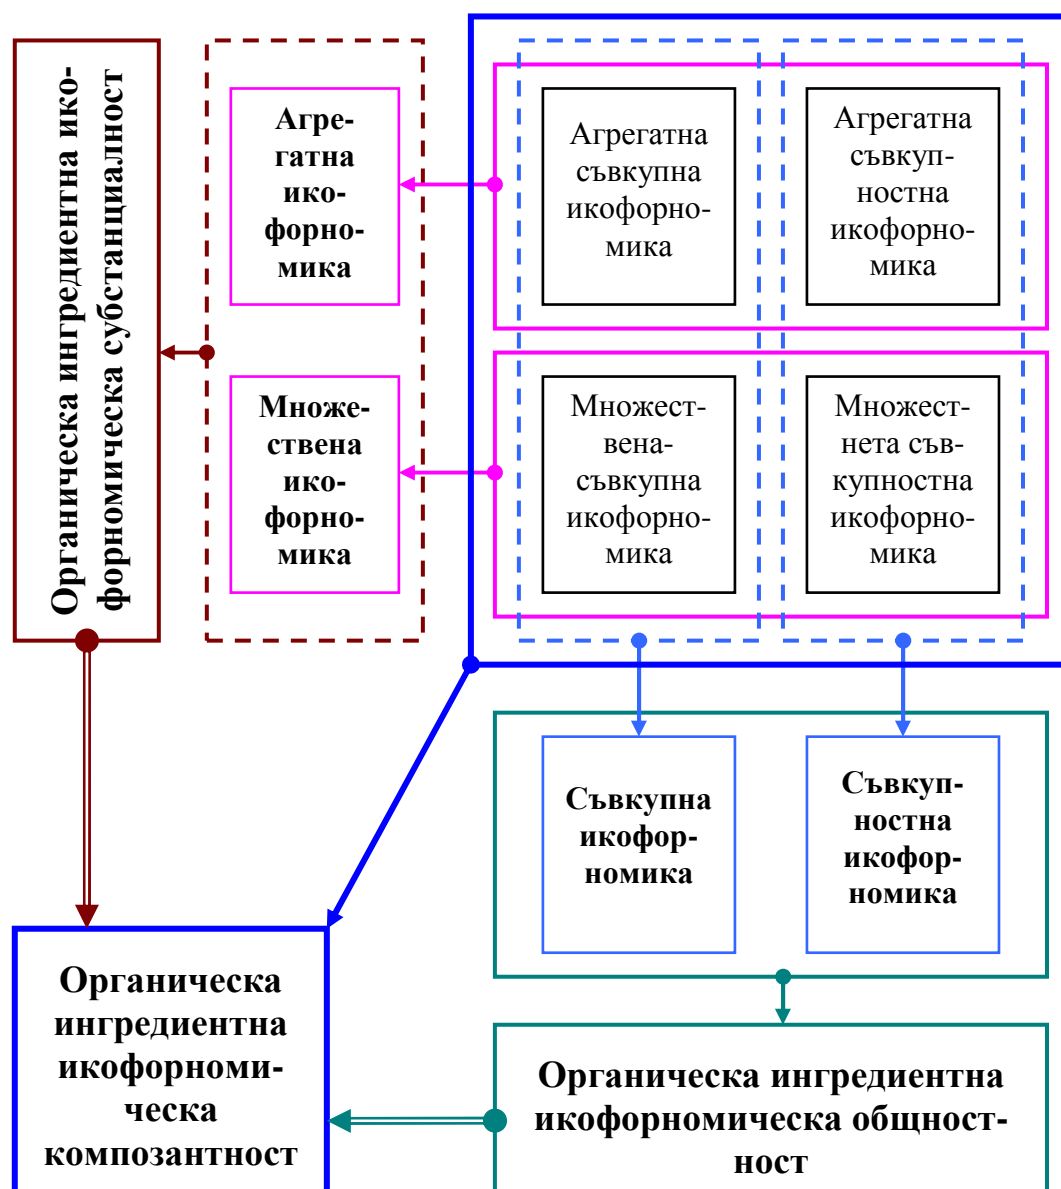 Органическа ингредиентна ико-
форномическа субстанциалност
Агре-
гатна
ико-
форно-
мика
Агрегатна
съвкупна
икофорно-
мика
Агрегатна
съвкуп-
ностна
икофорно-
мика
Множе-
ствена
ико-
форно-
мика
Множест-
вена-
съвкупна
икофорно-
мика
Множест-
нета съв-
купностна
икофорно-
мика
Съвкупна
икофор-
номика
Съвкуп-
ностна
икофор-
номика
Органическа
ингредиентна
икофорноми-
ческа
композантност
Органическа ингредиентна
икофорномическа общност-
ност